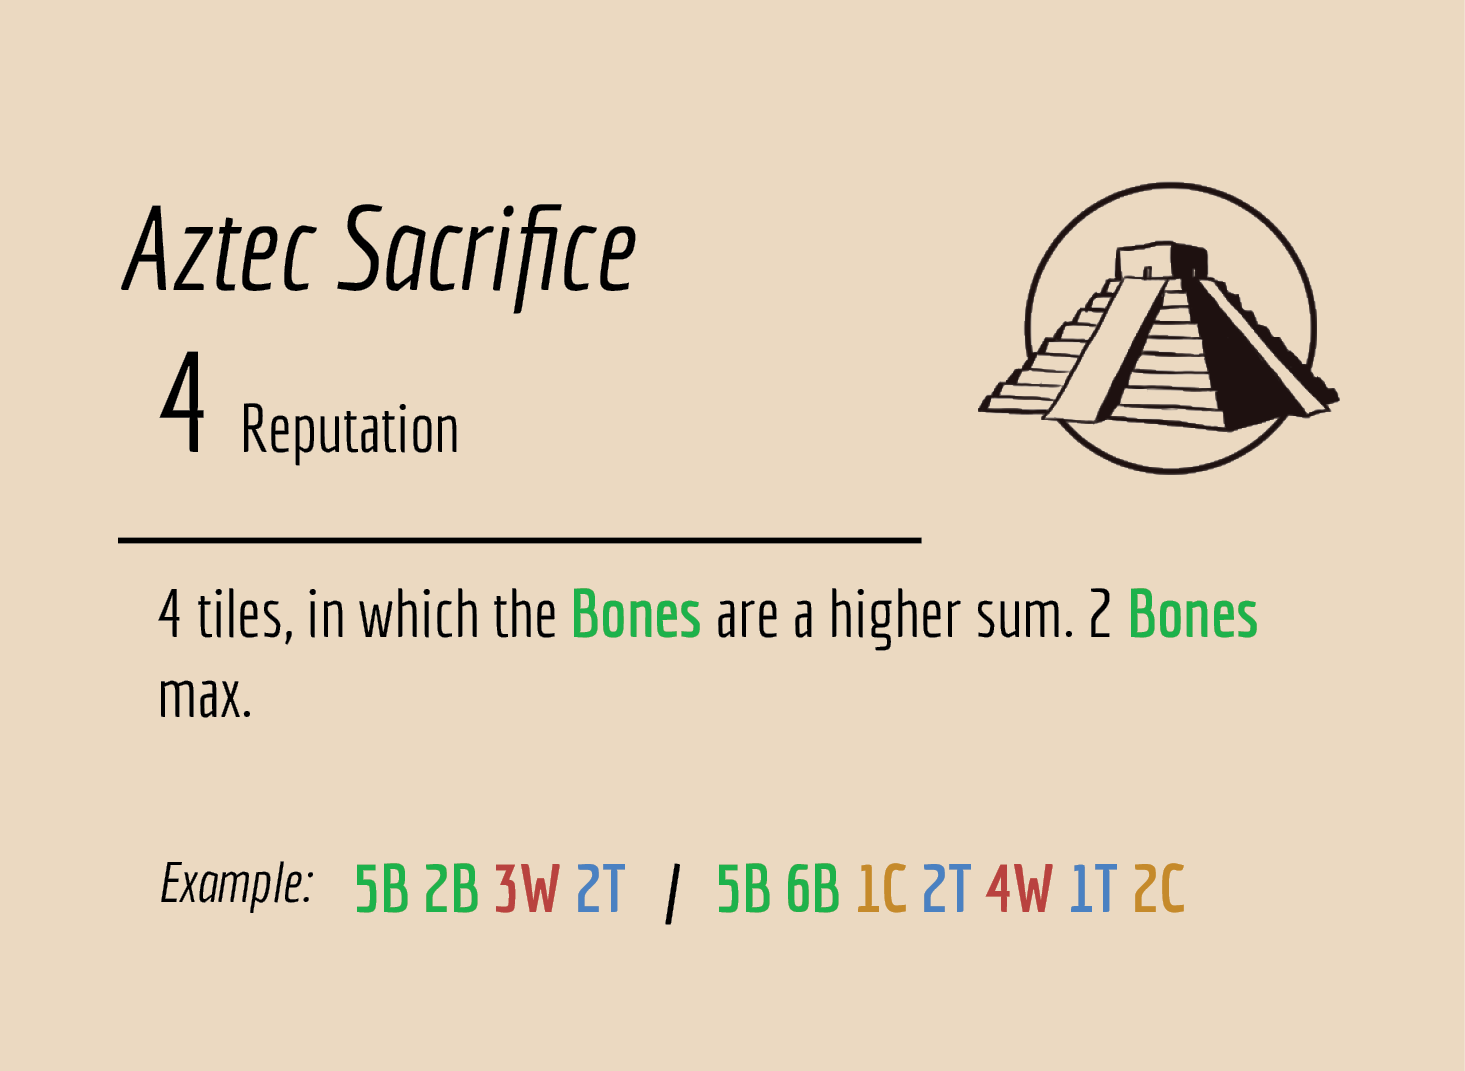 Aztec Sacrifice
4 Reputation
4 tiles, in which the Bones are a higher sum. 2 Bones
max.
Example: 5B 2B 3W 2T / 5B 6B 1C 2T 4W 1T 2C